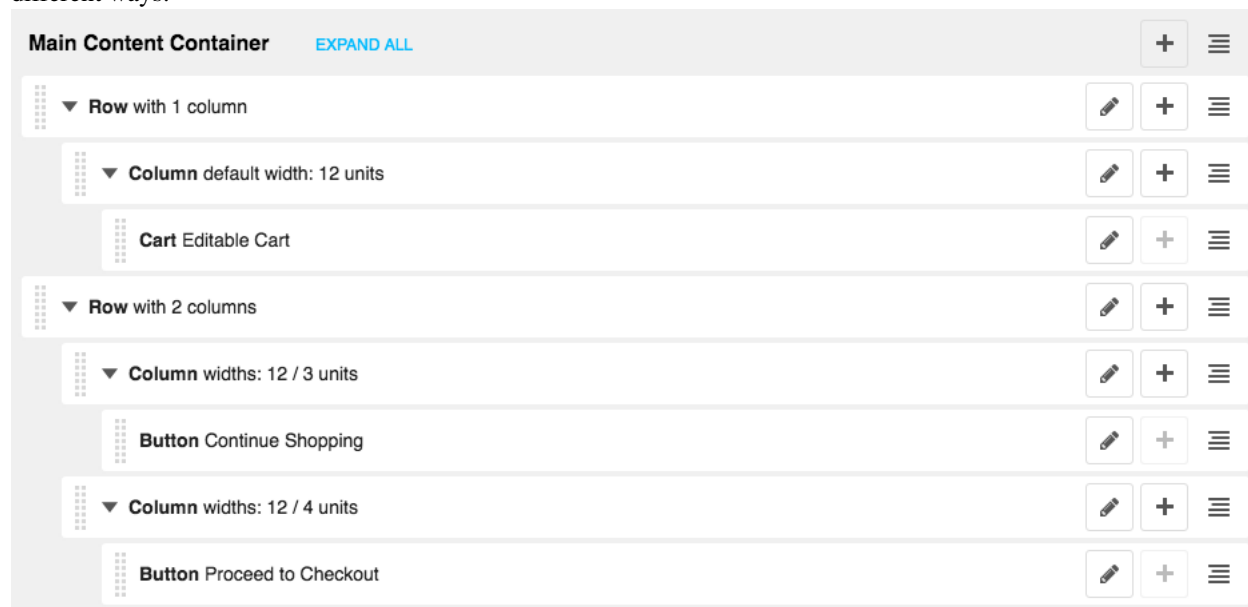 different ways.
Main Content Container EXPAND ALL
Row with 1 column
Column default width: 12 units
Cart Editable Cart
Row with 2 columns
Column widths: 12 / 3 units
Button Continue Shopping
Column widths: 12 / 4 units
Button Proceed to Checkout